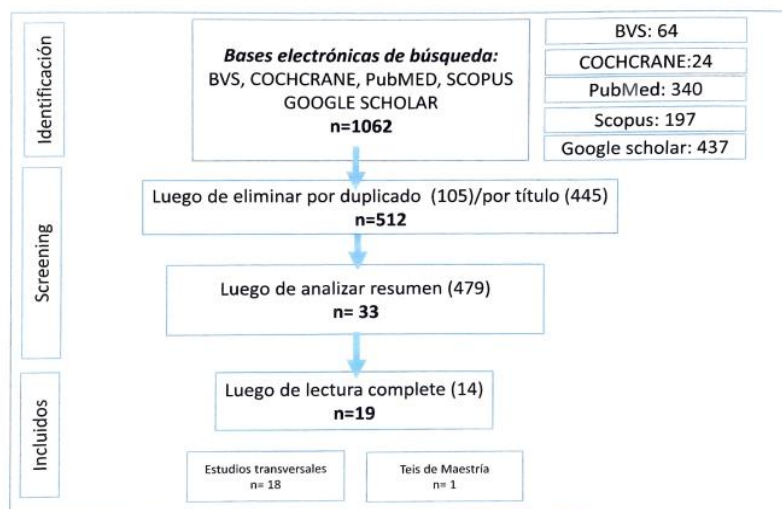 Identificación
Bases electrónicas de búsqueda:
BVS, COCHCRANE, PubMED, SCOPUS
GOOGLE SCHOLAR
n=1062
BVS: 64
COCHCRANE:24
PubMed: 340
Scopus: 197
Google scholar: 437
Screening
Luego de eliminar por duplicado (105)/por título (445)
n=512
Luego de analizar resumen (479)
n= 33
Incluidos
Luego de lectura complete (14)
n=19
Estudios transversales
n= 18
Teis de Maestría
n= 1